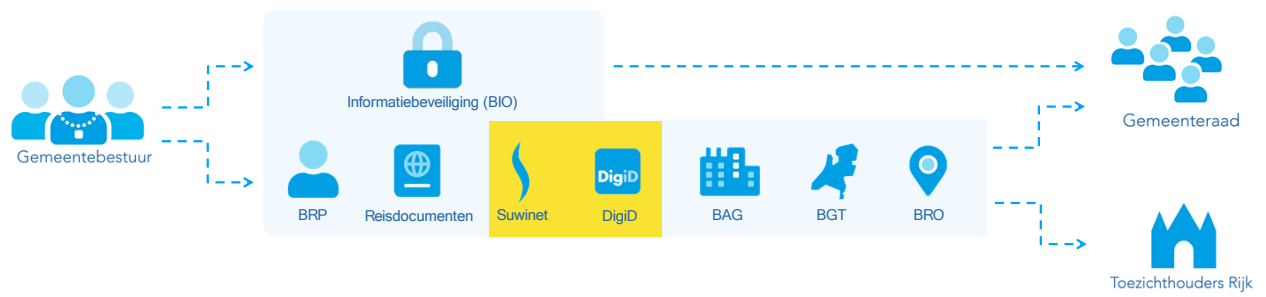 Gemeentebestuur
Informatiebeveiliging (BIO)
BRP
Reisdocumenten
Suwinet
DigiD
DigiD
BAG
BGT
BRO
Gemeenteraad
Toezichthouders Rijk